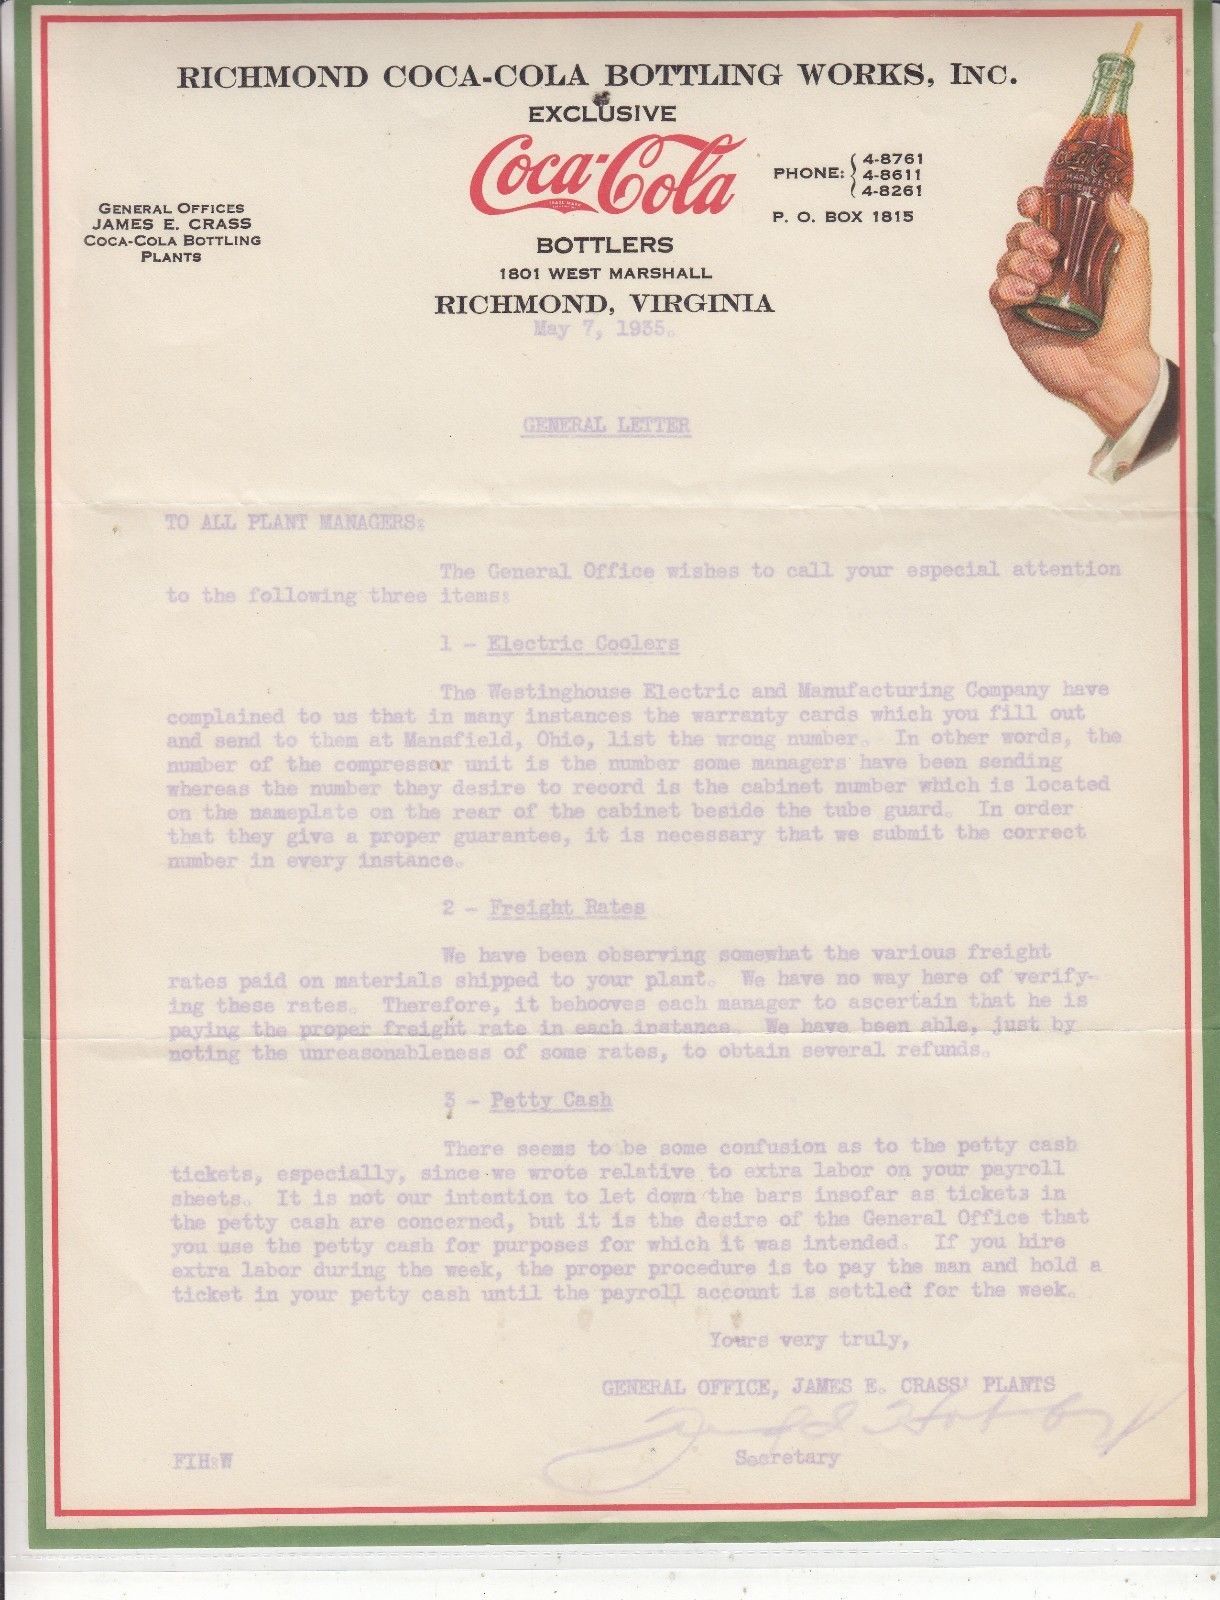 RICHMOND COCA-COLA BOTTLING WORKS, INC.
EXCLUSIVE
Coca-Cola
TRADE MARK
GENERAL OFFICES
JAMES E. CRASS
COCA-COLA BOTTLING
PLANTS
PHONE: 4-8761
4-8611
4-8261
P. O. BOX 1815
BOTTLERS
1801 WEST MARSHALL
RICHMOND, VIRGINIA
May 7, 1935.
GENERAL LETTER
TO ALL PLANT MANAGERS:
The General Office wishes to call your especial attention
to the following three items:
1 - Electric Coolers
The Westinghouse Electric and Manufacturing Company have
complained to us that in many instances the warranty cards which you fill out
and send to them at Mansfield, Ohio, list the wrong number. In other words, the
number of the compressor unit is the number some managers have been sending
whereas the number they desire to record is the cabinet number which is located
on the nameplate on the rear of the cabinet beside the tube guard. In order
that they give a proper guarantee, it is necessary that we submit the correct
number in every instance.
2 - Freight Rates
We have been observing somewhat the various freight
rates paid on materials shipped to your plant. We have no way here of verify-
ing these rates. Therefore, it behooves each manager to ascertain that he is
paying the proper freight rate in each instance. We have been able, just by
noting the unreasonableness of some rates, to obtain several refunds.
3 - Petty Cash
There seems to be some confusion as to the petty cash
tickets, especially, since we wrote relative to extra labor on your payroll
sheets. It is not our intention to let down the bars insofar as tickets in
the petty cash are concerned, but it is the desire of the General Office that
you use the petty cash for purposes for which it was intended. If you hire
extra labor during the week, the proper procedure is to pay the man and hold a
ticket in your petty cash until the payroll account is settled for the week.
Yours very truly,
GENERAL OFFICE, JAMES E. CRASS' PLANTS
Secretary
FIH:W